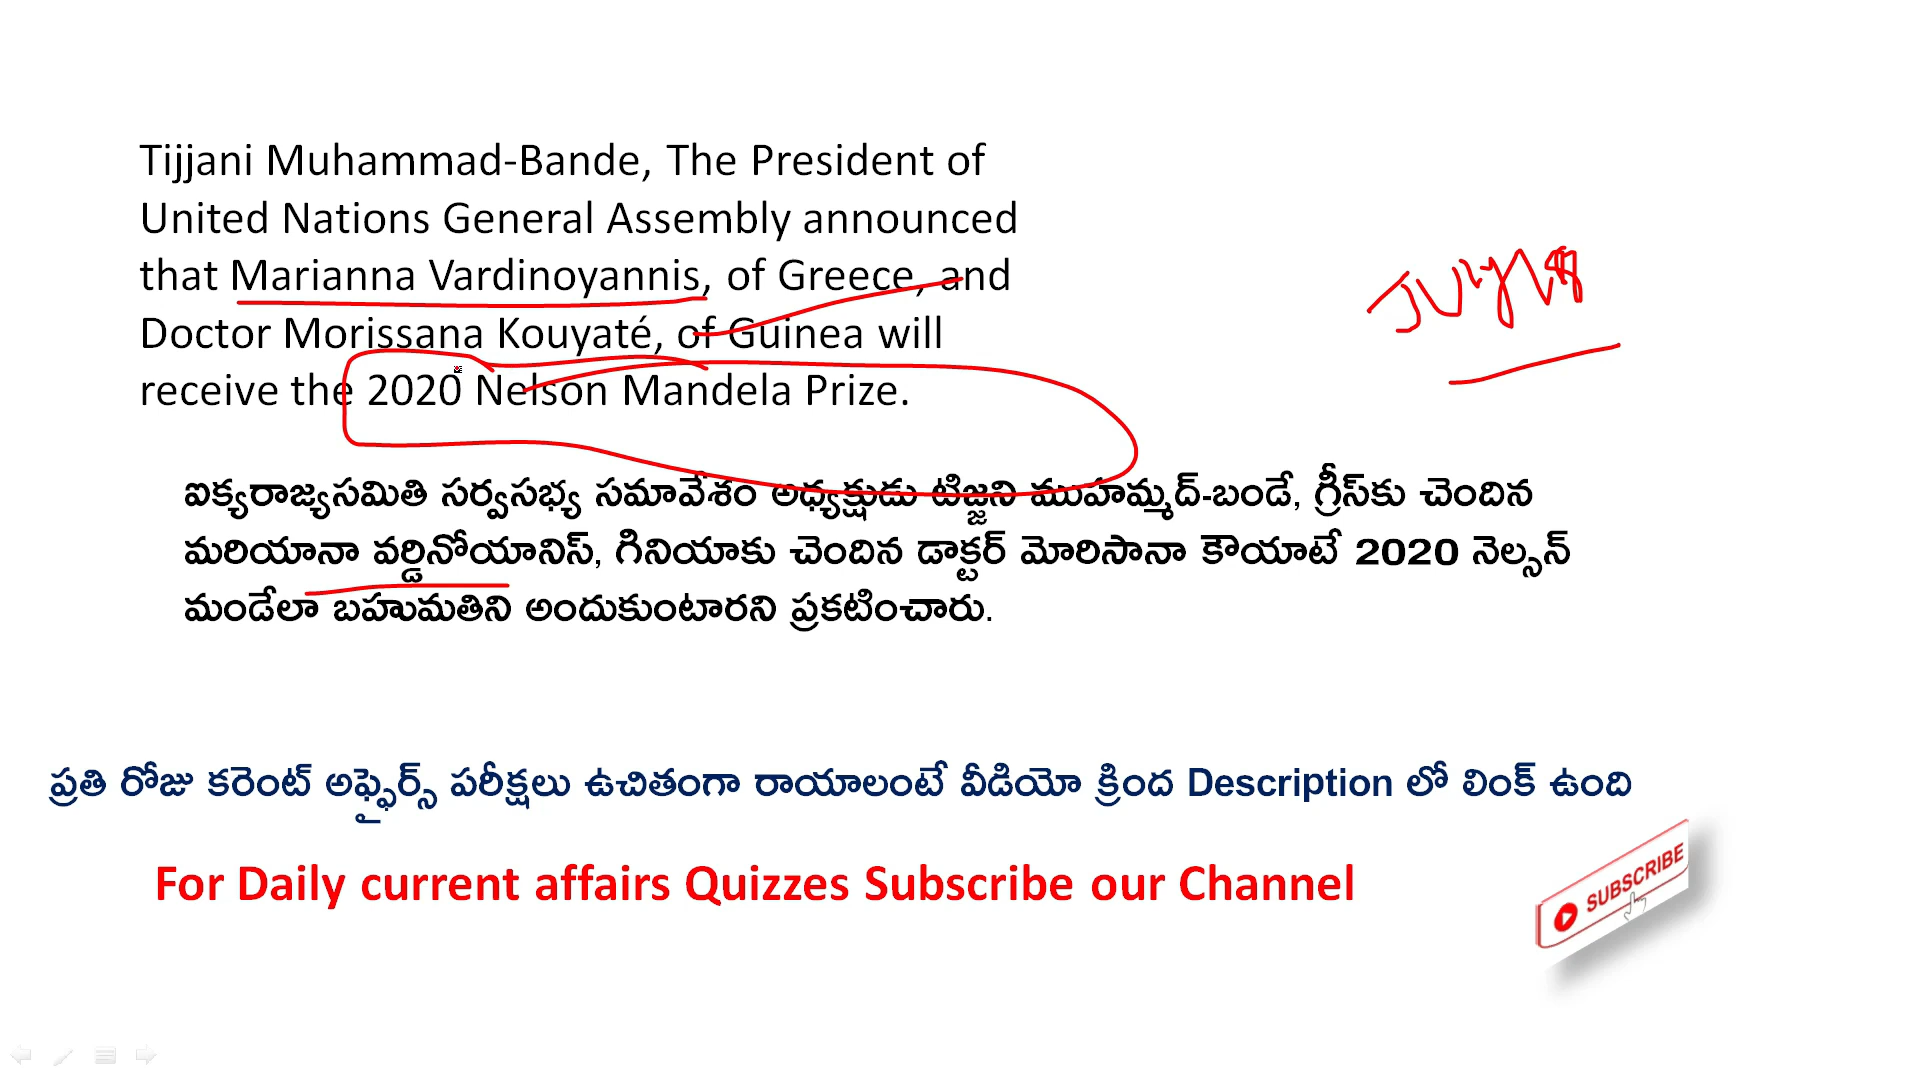 Tijjani Muhammad-Bande, The President of
United Nations General Assembly announced
that Marianna Vardinoyannis, of Greece, and
Doctor Morissana Kouyaté, of Guinea will
receive the 2020 Nelson Mandela Prize.
July 18
ఐక్యరాజ్యసమితి సర్వసభ్య సమావేశం అధ్యక్షుడు టిజ్జని ముహమ్మద్-బండే, గ్రీస్‌కు చెందిన
మరియానా వర్డినోయానిస్, గినియాకు చెందిన డాక్టర్ మోరిసానా కౌయాటే 2020 నెల్సన్
మండేలా బహుమతిని అందుకుంటారని ప్రకటించారు.
ప్రతి రోజు కరెంట్ అఫ్ఫైర్స్ పరీక్షలు ఉచితంగా రాయాలంటే వీడియో క్రింద Description లో లింక్ ఉంది
For Daily current affairs Quizzes Subscribe our Channel
SUBSCRIBE